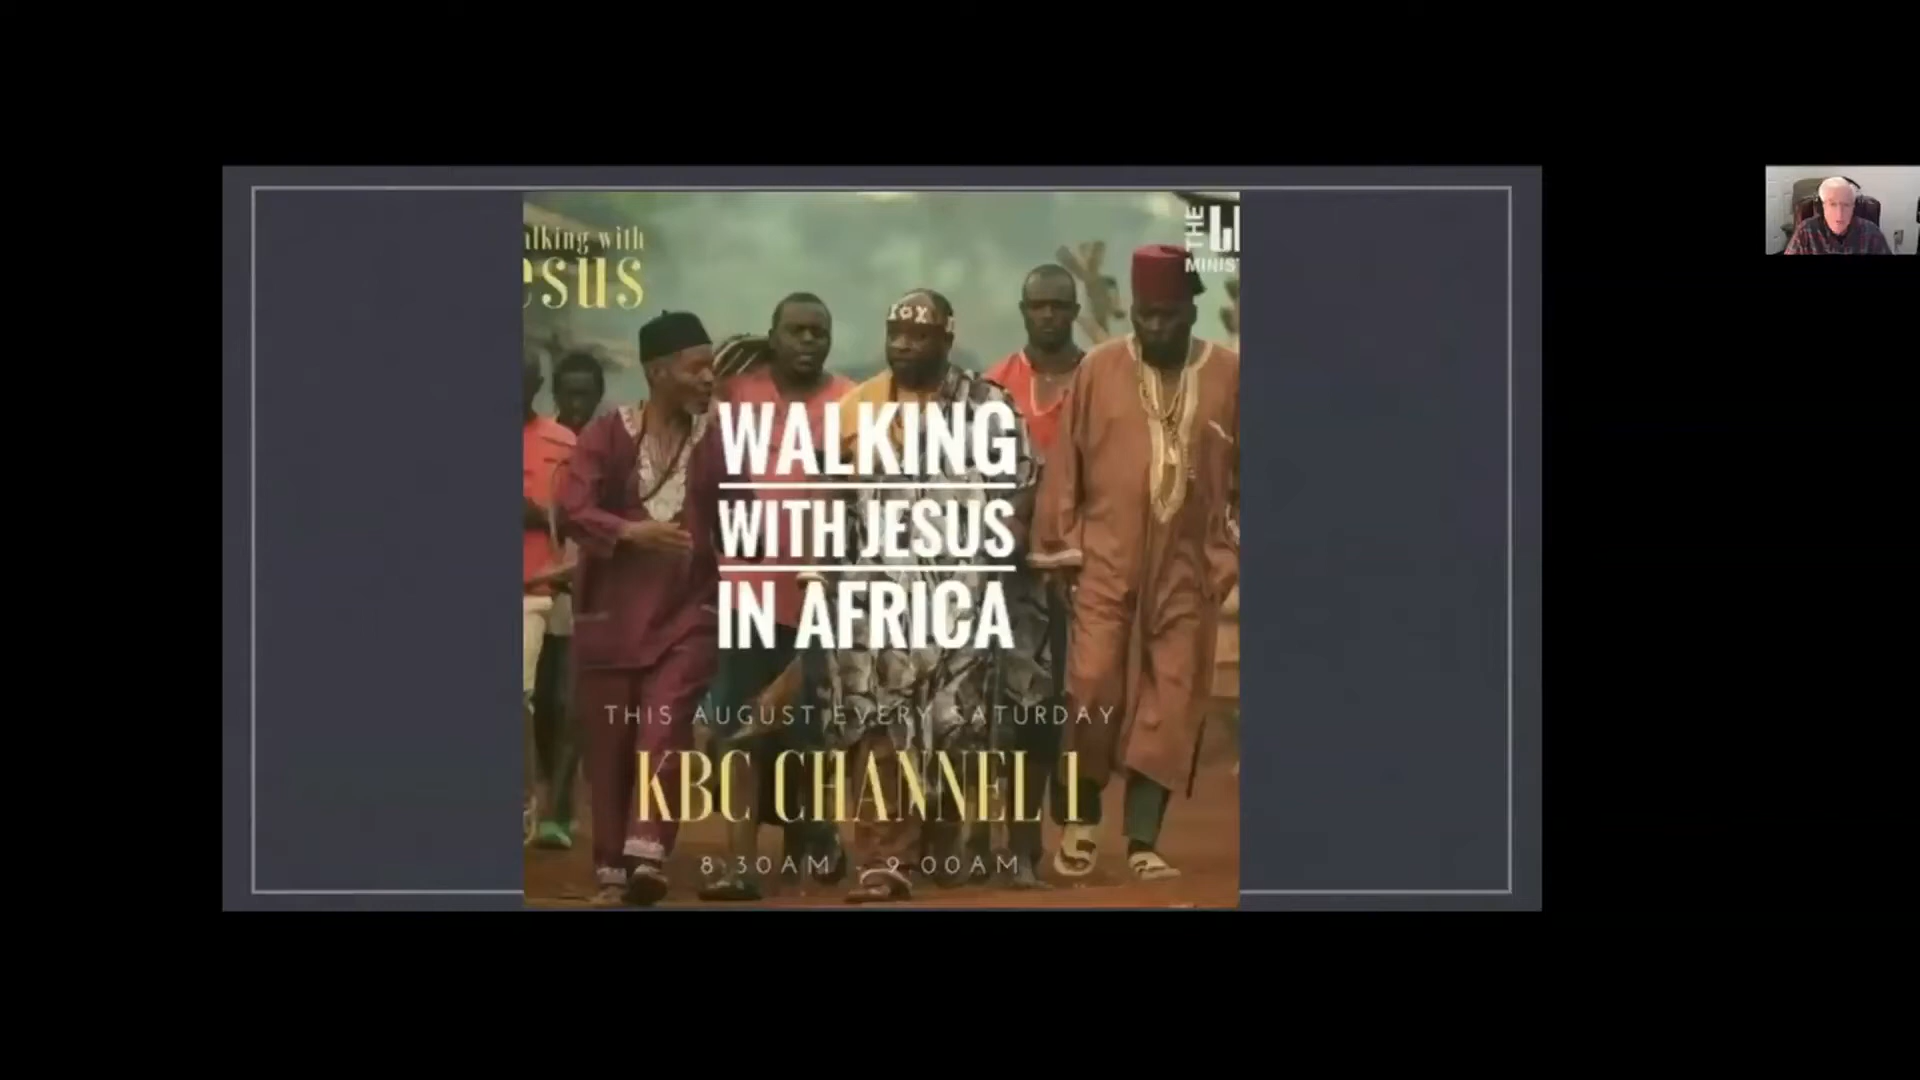 alking with
esus
THE
MINIS
WALKING
WITH JESUS
IN AFRICA
THIS AUGUST EVERY SATURDAY
KBC CHANNEL 1
8:30AM - 9:00AM